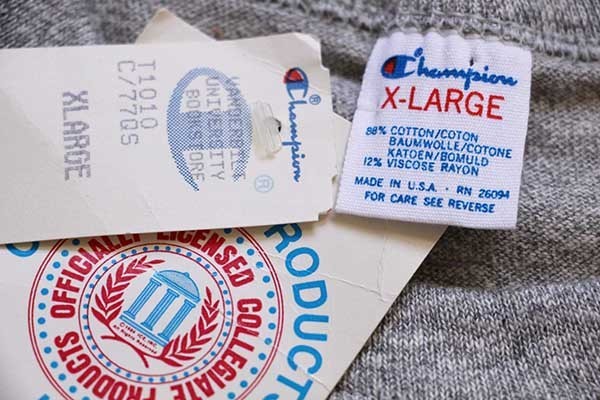 Champion
X-LARGE
88% COTTON/COTON
BAUMWOLLE/COTONE
KATOEN/BOMULD
12% VISCOSE RAYON
MADE IN U.S.A. - RN 26094
FOR CARE SEE REVERSE
Champion®
VANDERBILT
UNIVERSITY
BOOKSTORE
T1010
C/777QS
XLARGE
OFFICIALLY LICENSED COLLEGIATE PRODUCTS
PRODUCTS